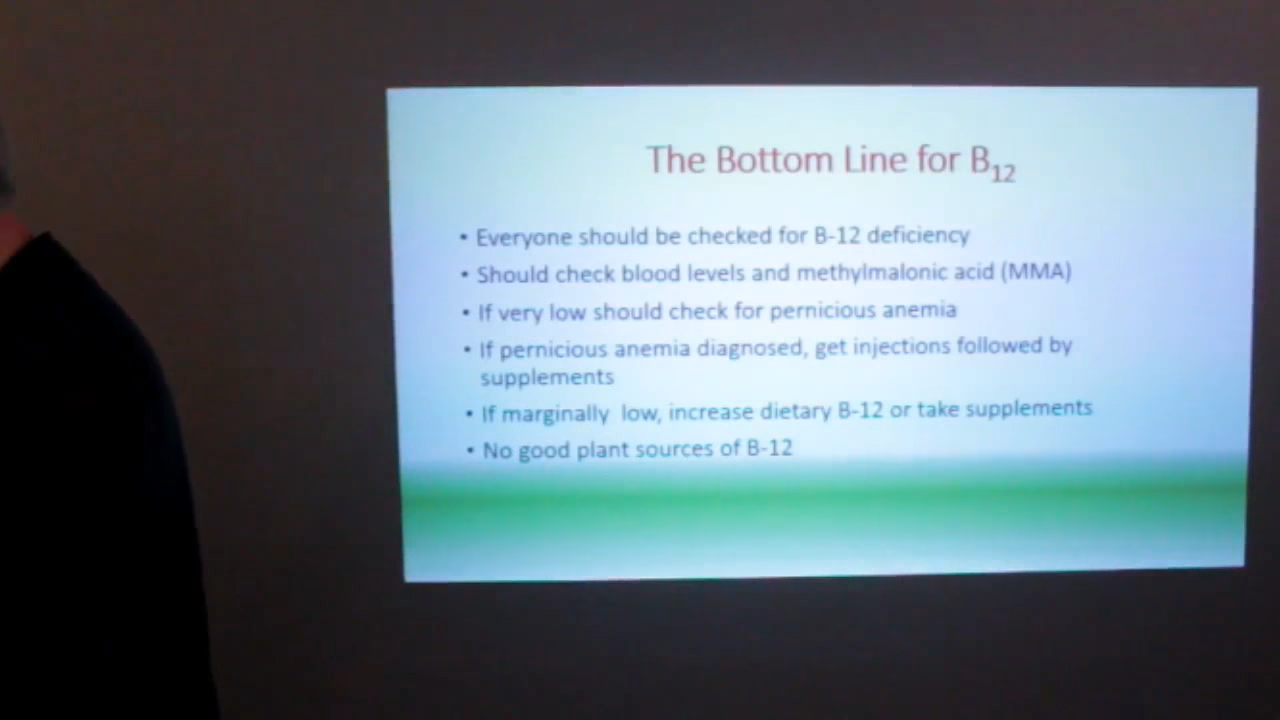 The Bottom Line for B12
• Everyone should be checked for B-12 deficiency
• Should check blood levels and methylmalonic acid (MMA)
• If very low should check for pernicious anemia
• If pernicious anemia diagnosed, get injections followed by
supplements
• If marginally low, increase dietary B-12 or take supplements
• No good plant sources of B-12